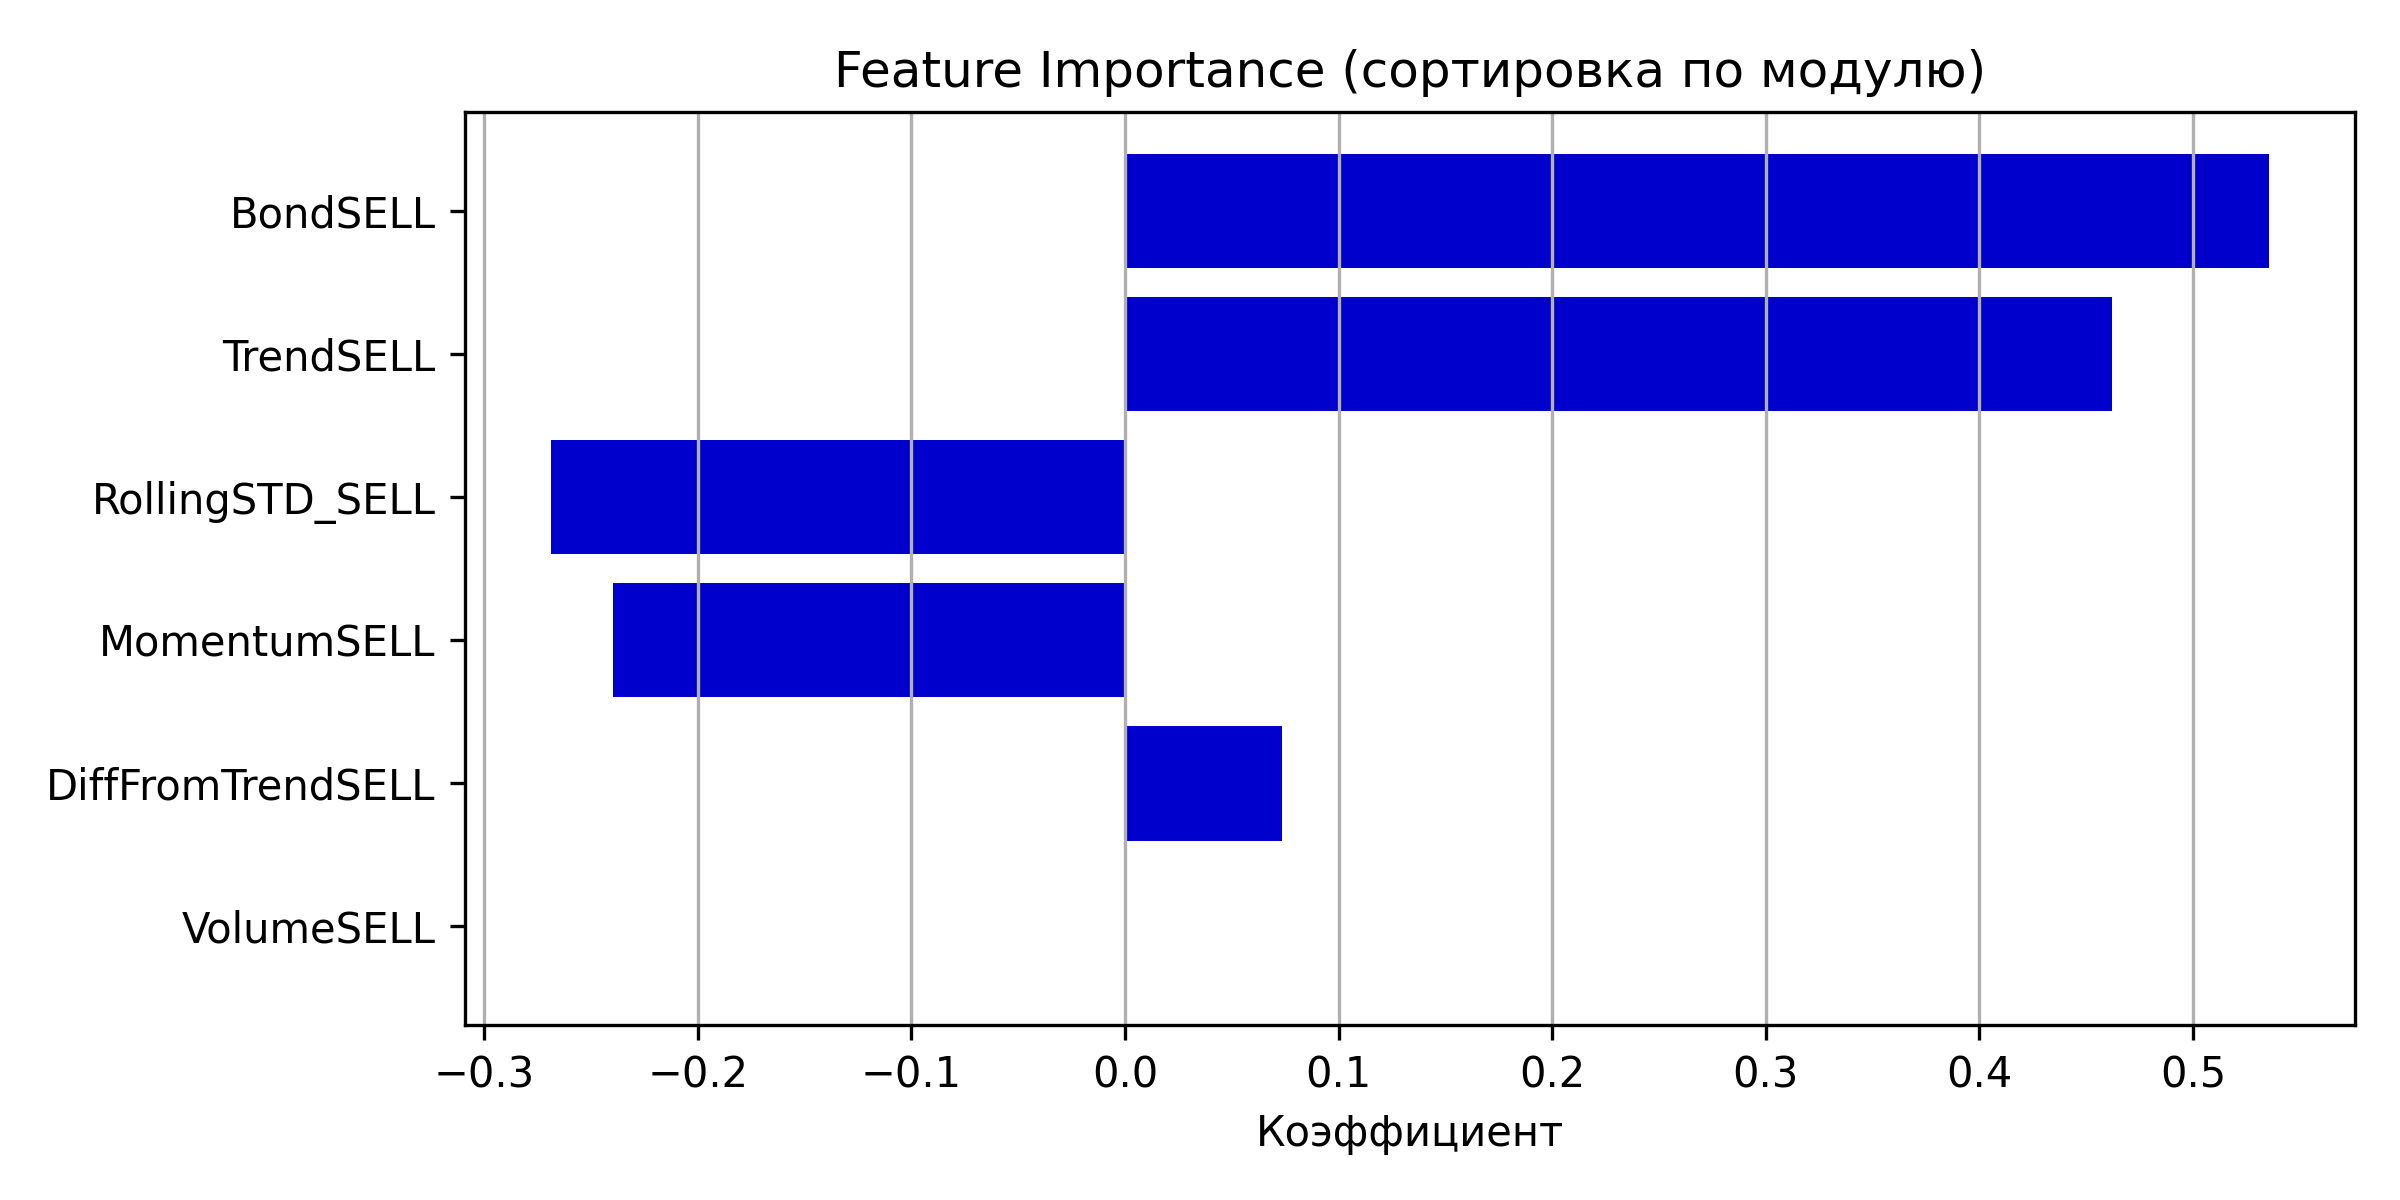 Feature Importance (сортировка по модулю)
BondSELL
TrendSELL
RollingSTD_SELL
MomentumSELL
DiffFromTrendSELL
VolumeSELL
−0.3 −0.2 −0.1 0.0 0.1 0.2 0.3 0.4 0.5
Коэффициент